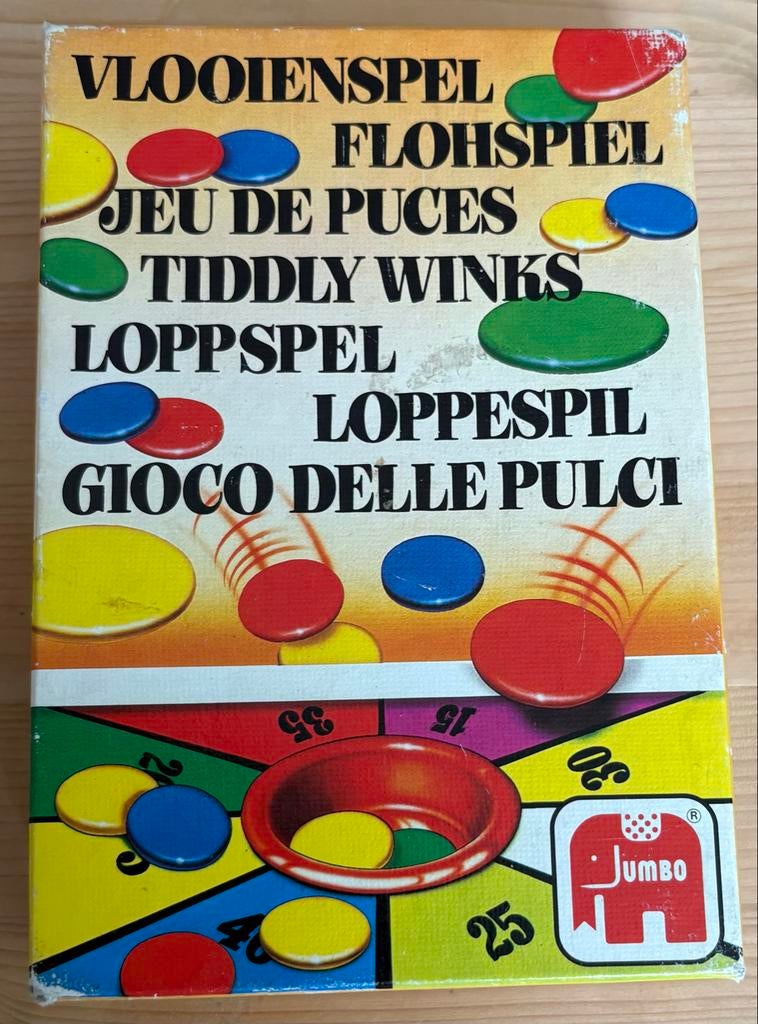 VLOOIENSPEL
FLOHSPIEL
JEU DE PUCES
TIDDLY WINKS
LOPPSPEL
LOPPESPIL
GIOCO DELLE PULCI
35
15
30
40
25
JUMBO
®